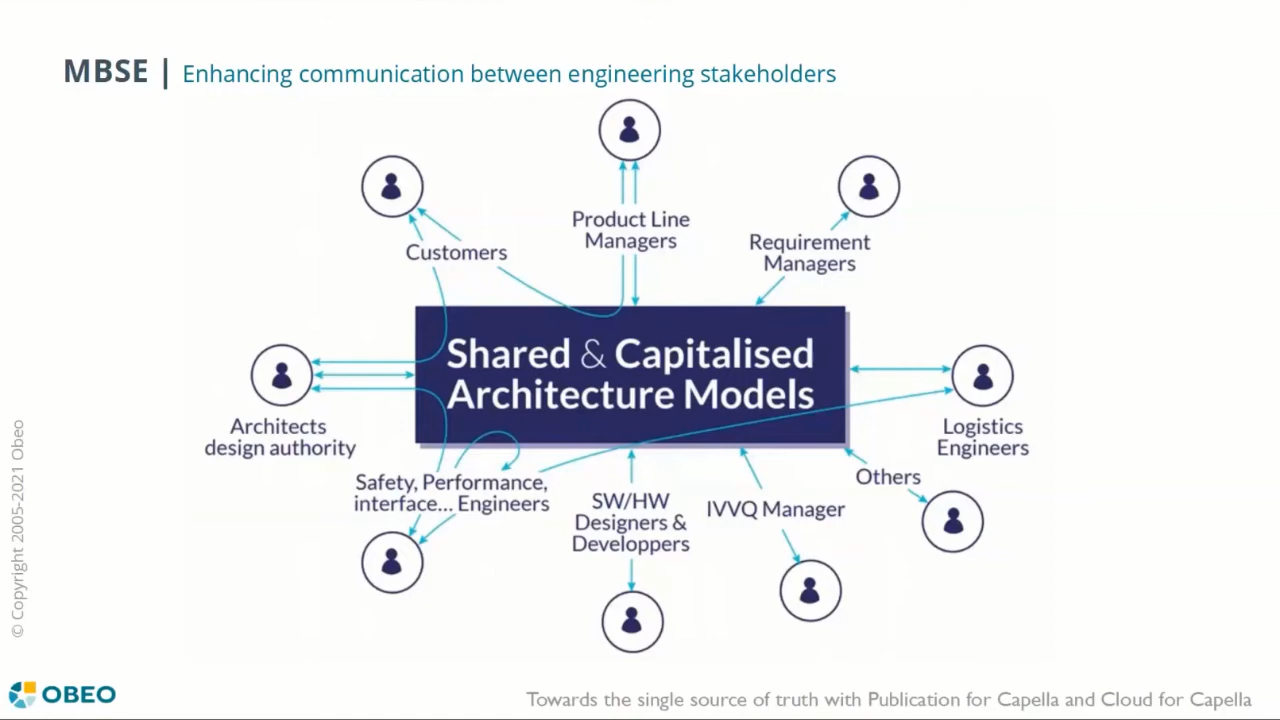 MBSE | Enhancing communication between engineering stakeholders
Product Line
Managers
Customers
Requirement
Managers
Shared & Capitalised
Architecture Models
Architects
design authority
Logistics
Engineers
Safety, Performance,
interface... Engineers
SW/HW
Designers &
Developpers
IVVQ Manager
Others
© Copyright 2005-2021 Obeo
OBEO
Towards the single source of truth with Publication for Capella and Cloud for Capella